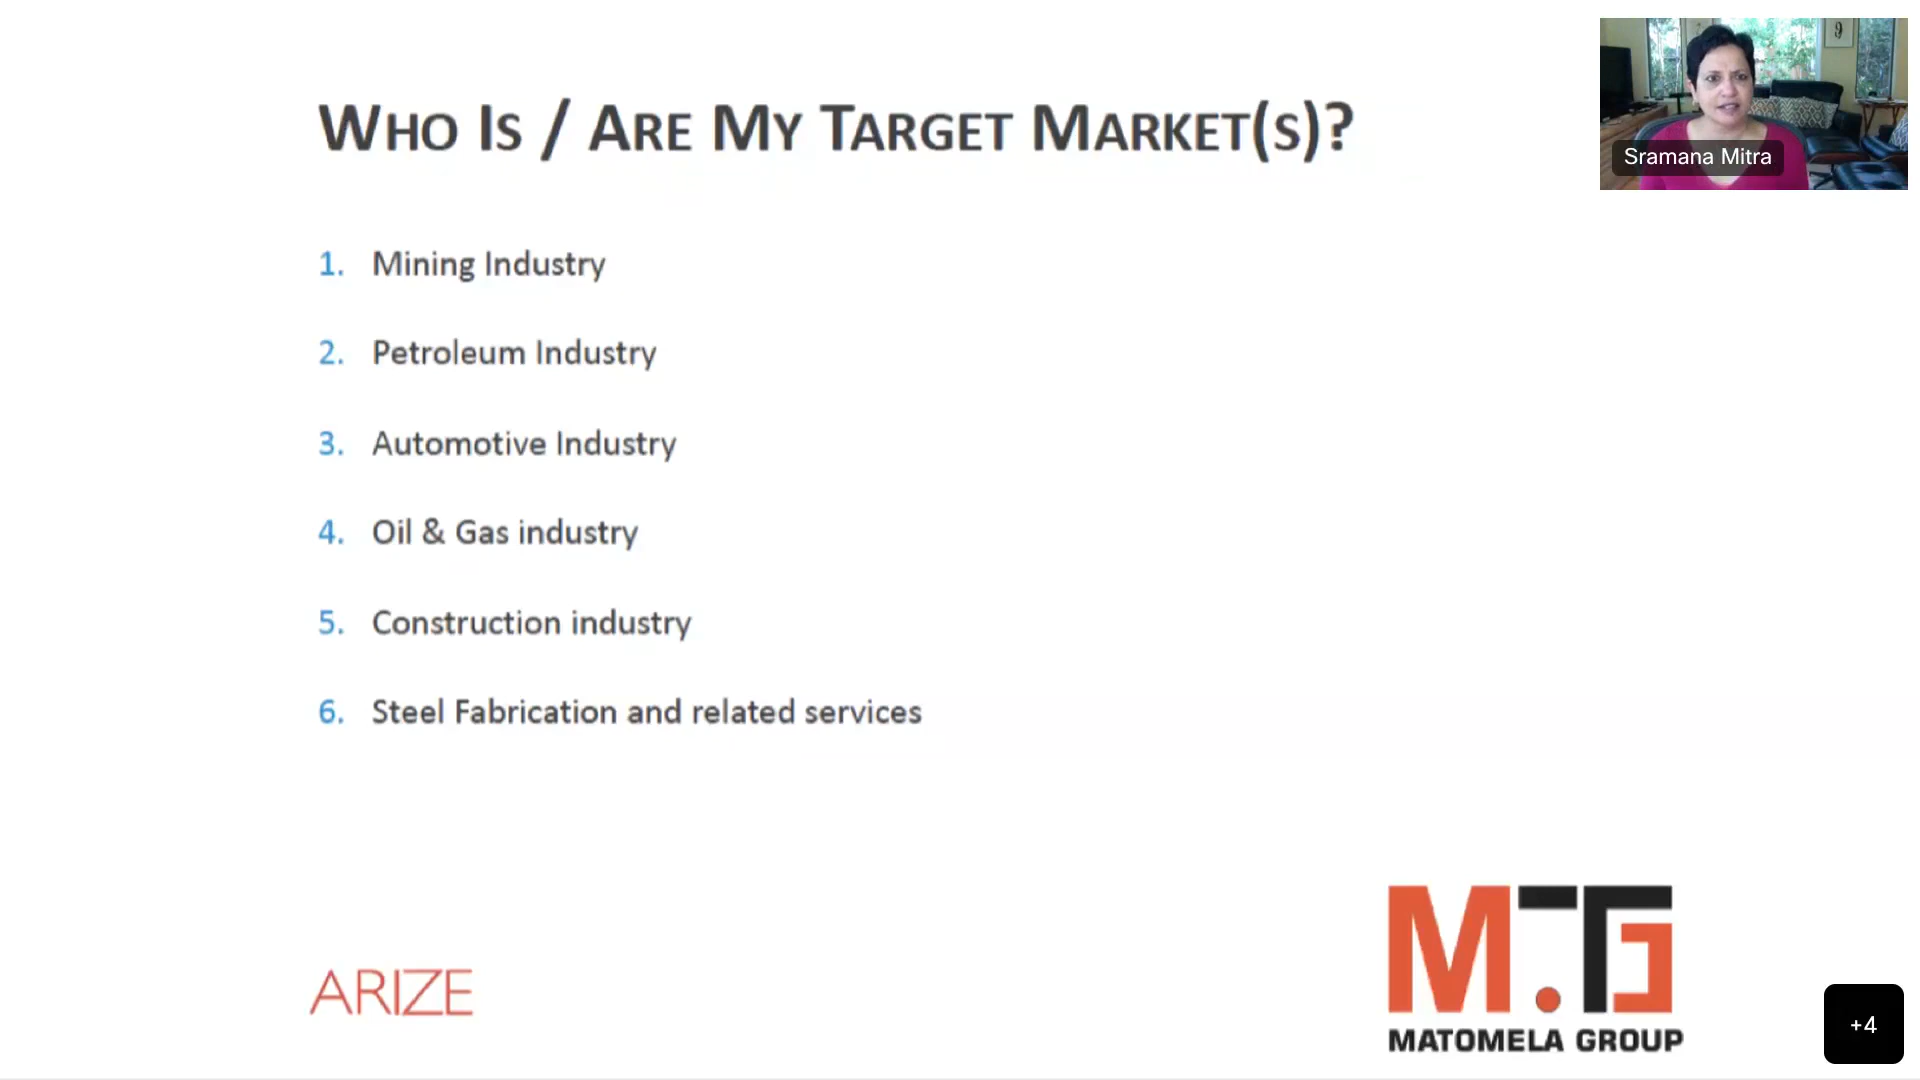 Who Is / Are My Target Market(s)?
Sramana Mitra
1. Mining Industry
2. Petroleum Industry
3. Automotive Industry
4. Oil & Gas industry
5. Construction industry
6. Steel Fabrication and related services
ARIZE
M.TG
MATOMELA GROUP
+4